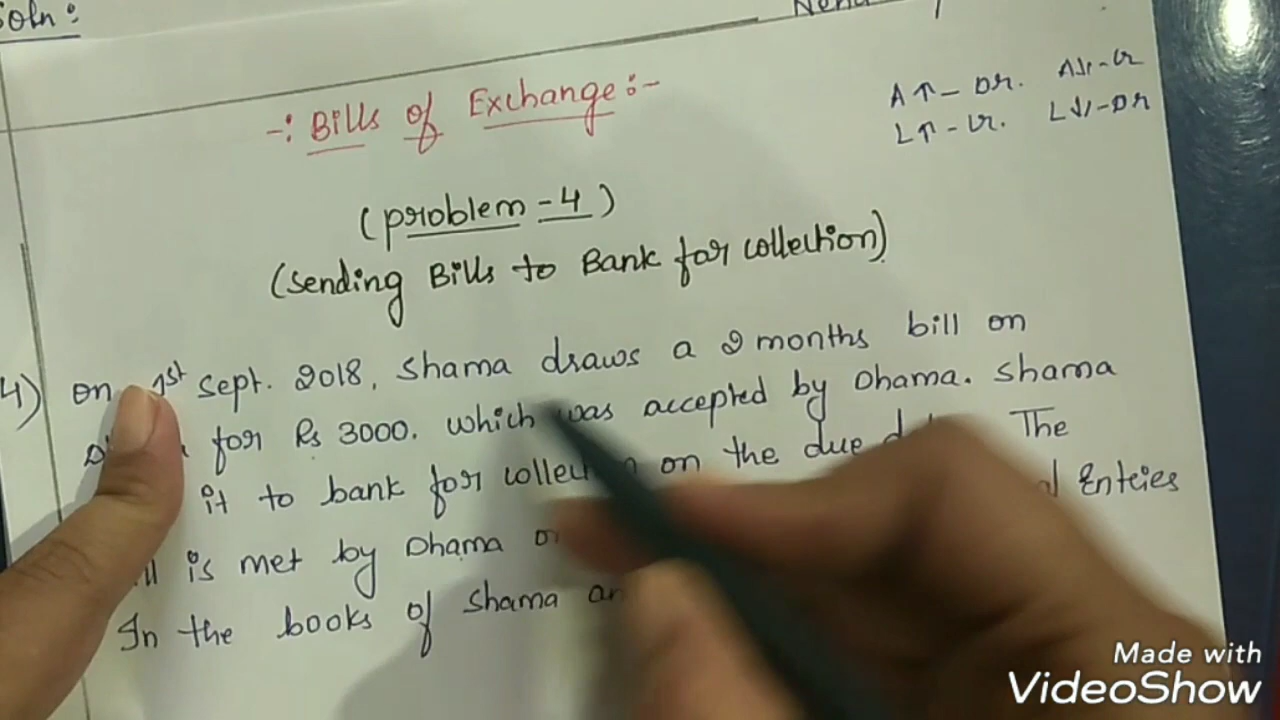 Soln :
-: Bills of Exchange :-
A↑ - Dr. A↓ - Cr
L↑ - Cr. L↓ - Dr
(problem - 4)
(Sending Bills to Bank for collection)
4) On 1st Sept. 2018, Shama draws a 2 months bill on
for Rs 3000. which was accepted by Dhama. Shama
it to bank for on the due The
is met by Dhama Enteies
In the books of Shama
Made with
VideoShow